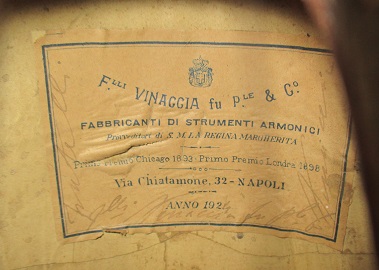 F.lli VINAGGIA fu P.LE & C.o
FABBRICANTI DI STRUMENTI ARMONICI
Provveditori di S. M. LA REGINA MARGHERITA
Primo Premio Chicago 1893 - Primo Premio Londra 1898
Via Chiatamone, 32 - NAPOLI
ANNO 192